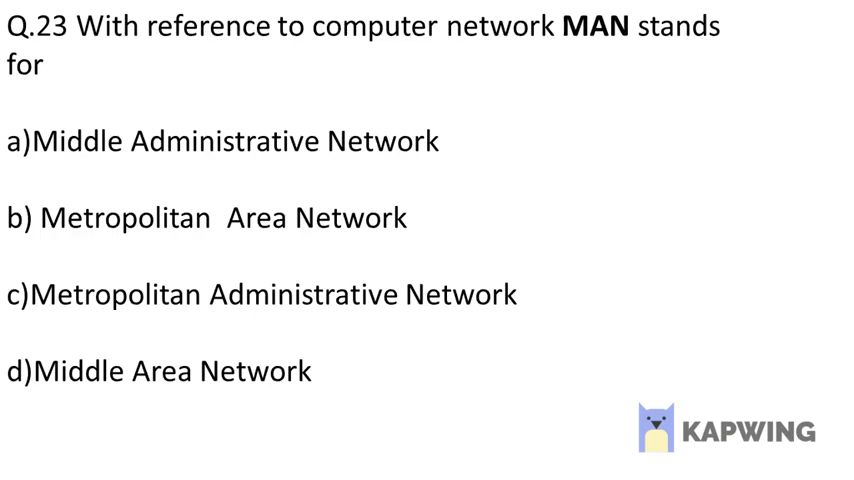 Q.23 With reference to computer network MAN stands
for
a)Middle Administrative Network
b) Metropolitan  Area Network
c)Metropolitan Administrative Network
d)Middle Area Network
KAPWING